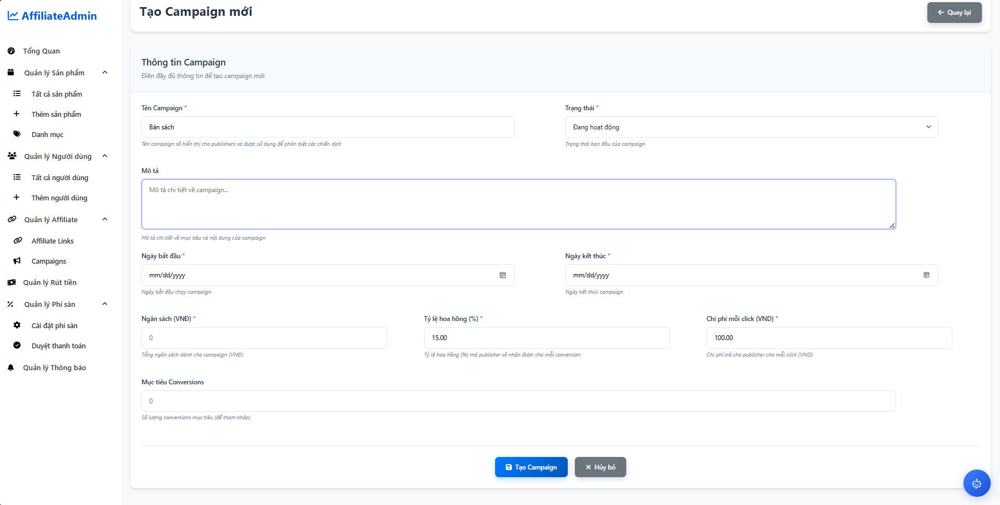 AffiliateAdmin
Tổng Quan
Quản lý Sản phẩm
Tất cả sản phẩm
Thêm sản phẩm
Danh mục
Quản lý Người dùng
Tất cả người dùng
Thêm người dùng
Quản lý Affiliate
Affiliate Links
Campaigns
Quản lý Rút tiền
Quản lý Phí sàn
Cài đặt phí sàn
Duyệt thanh toán
Quản lý Thông báo
Tạo Campaign mới
Quay lại
Thông tin Campaign
Điền đầy đủ thông tin để tạo campaign mới
Tên Campaign *
Bán sách
Tên campaign sẽ hiển thị cho publishers và được sử dụng để phân biệt các chiến dịch
Trạng thái *
Đang hoạt động
Trạng thái ban đầu của campaign
Mô tả
Mô tả chi tiết về campaign...
Mô tả chi tiết về mục tiêu và nội dung của campaign
Ngày bắt đầu *
mm/dd/yyyy
Ngày bắt đầu chạy campaign
Ngày kết thúc *
mm/dd/yyyy
Ngày kết thúc campaign
Ngân sách (VNĐ) *
0
Tổng ngân sách dành cho campaign (VNĐ)
Tỷ lệ hoa hồng (%) *
15.00
Tỷ lệ hoa hồng (%) mà publisher sẽ nhận được cho mỗi conversion
Chi phí mỗi click (VND) *
100.00
Chi phí trả cho publisher cho mỗi click (VND)
Mục tiêu Conversions
0
Số lượng conversions mục tiêu (để tham khảo)
Tạo Campaign
Hủy bỏ